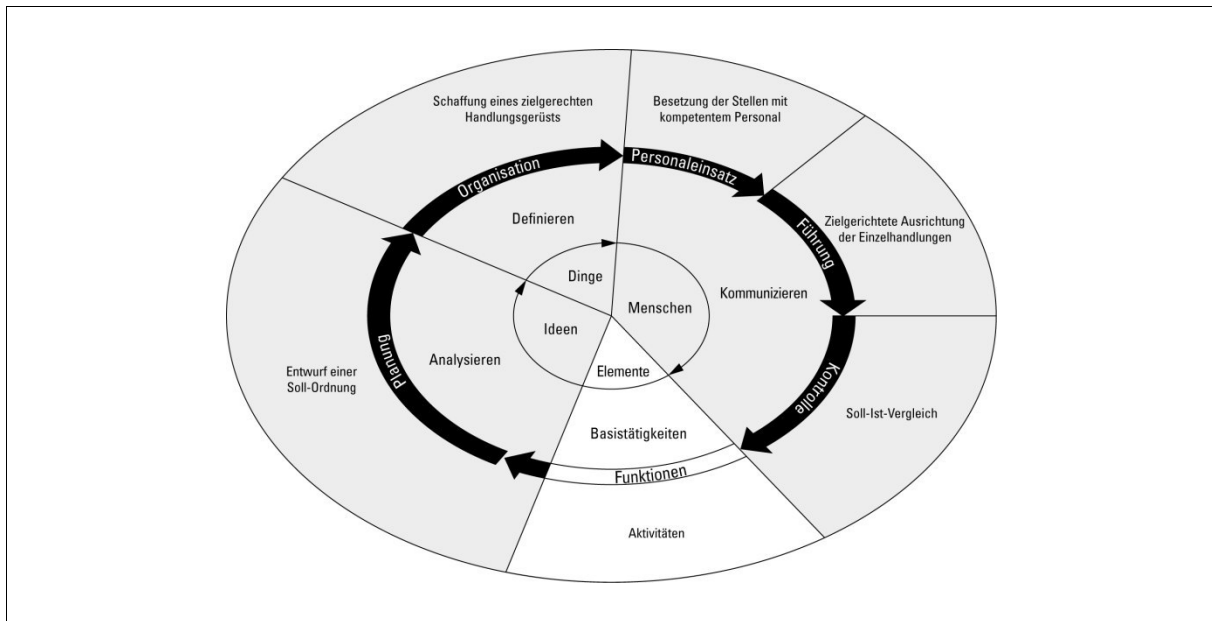 Schaffung eines zielgerechten
Handlungsgerüsts
Besetzung der Stellen mit
kompetentem Personal
Organisation
Personaleinsatz
Definieren
Führung
Zielgerichtete Ausrichtung
der Einzelhandlungen
Dinge
Menschen
Kommunizieren
Ideen
Analysieren
Planung
Entwurf einer
Soll-Ordnung
Elemente
Kontrolle
Soll-Ist-Vergleich
Basistätigkeiten
Funktionen
Aktivitäten